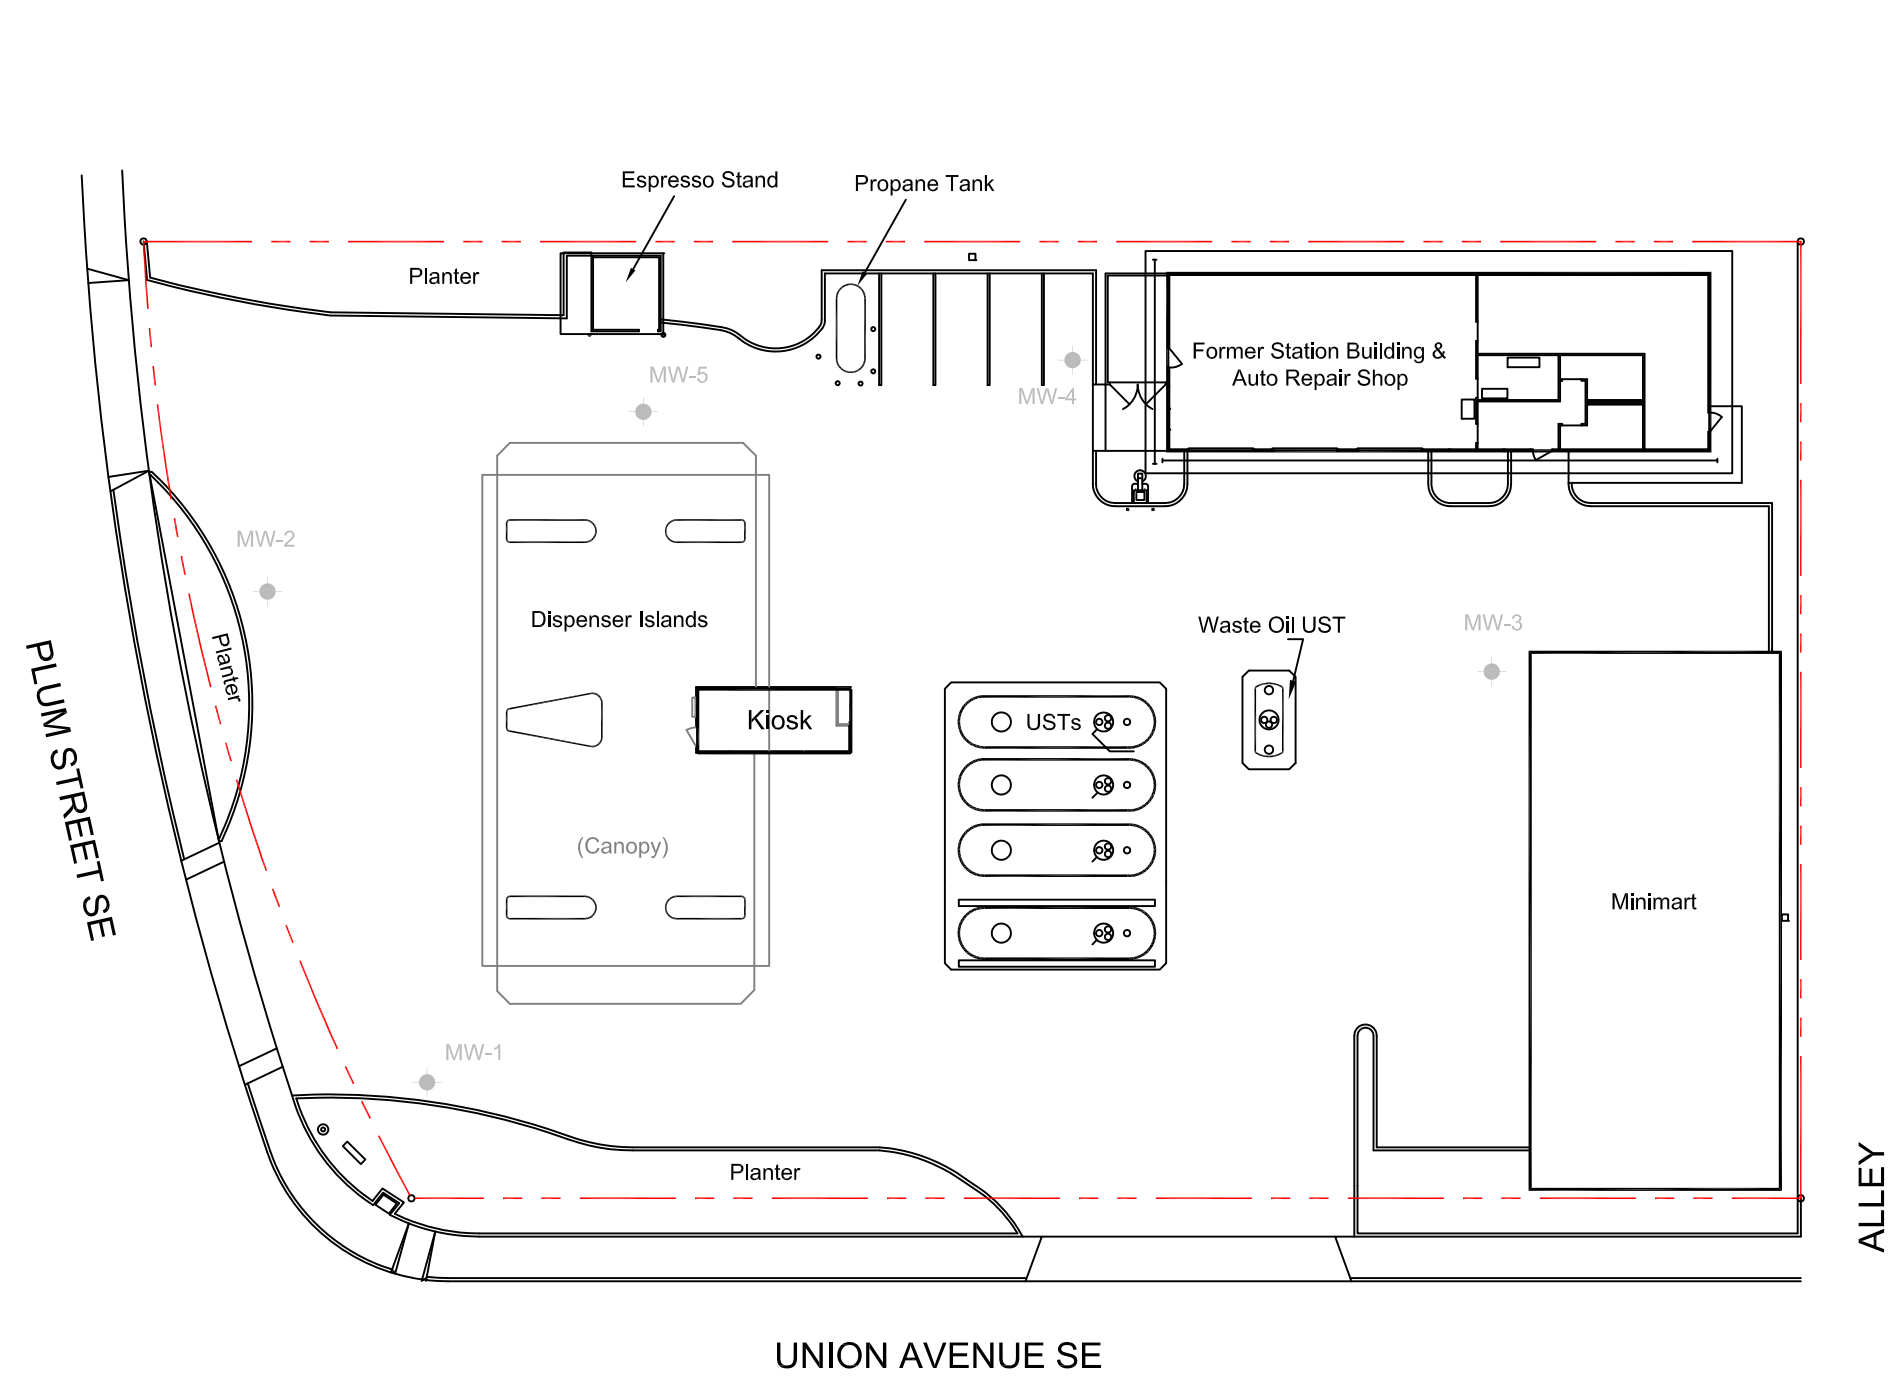 Espresso Stand
Propane Tank
Planter
Former Station Building &
Auto Repair Shop
MW-5
MW-4
MW-2
Dispenser Islands
Waste Oil UST
MW-3
Planter
PLUM STREET SE
Kiosk
USTs
(Canopy)
Minimart
MW-1
Planter
ALLEY
UNION AVENUE SE